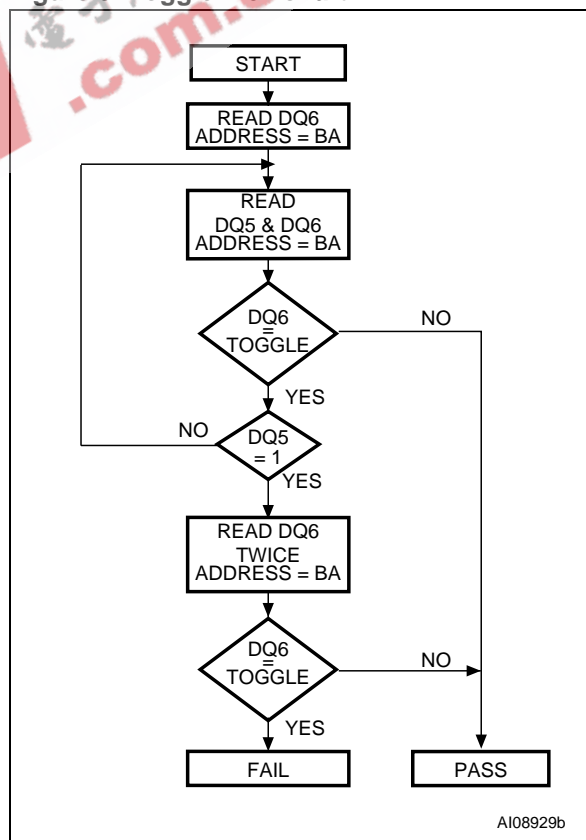 START
READ DQ6
ADDRESS = BA
READ
DQ5 & DQ6
ADDRESS = BA
DQ6
=
TOGGLE
NO
YES
NO
DQ5
= 1
YES
READ DQ6
TWICE
ADDRESS = BA
DQ6
=
TOGGLE
NO
YES
FAIL
PASS
AI08929b
.com.